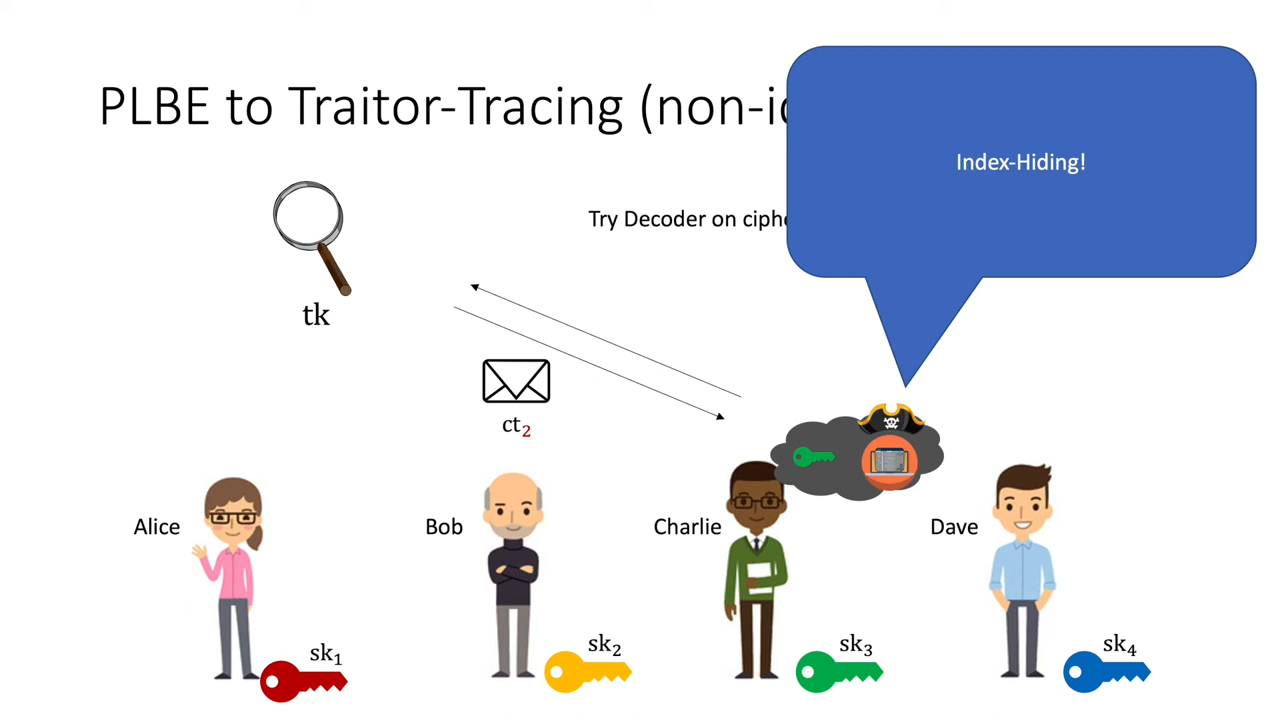 PLBE to Traitor-Tracing (non-
Index-Hiding!
Try Decoder on
tk
ct₂
Alice
Bob
Charlie
Dave
sk₁
sk₂
sk₃
sk₄